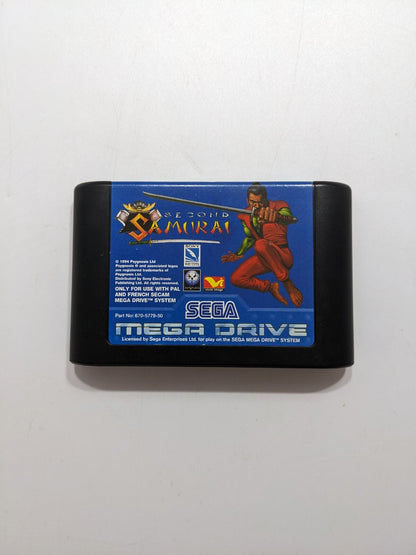 SECOND
SAMURAI
© 1994 Psygnosis Ltd
Psygnosis ® and associated logos
are registered trademarks of
Psygnosis Ltd.
Distributed by Sony Electronic
Publishing Ltd. All rights reserved.
ONLY FOR USE WITH PAL
AND FRENCH SECAM
MEGA DRIVE™ SYSTEM
Part No: 670-5779-50
SEGA
MEGA DRIVE
Licensed by Sega Enterprises Ltd. for play on the SEGA MEGA DRIVE™ SYSTEM